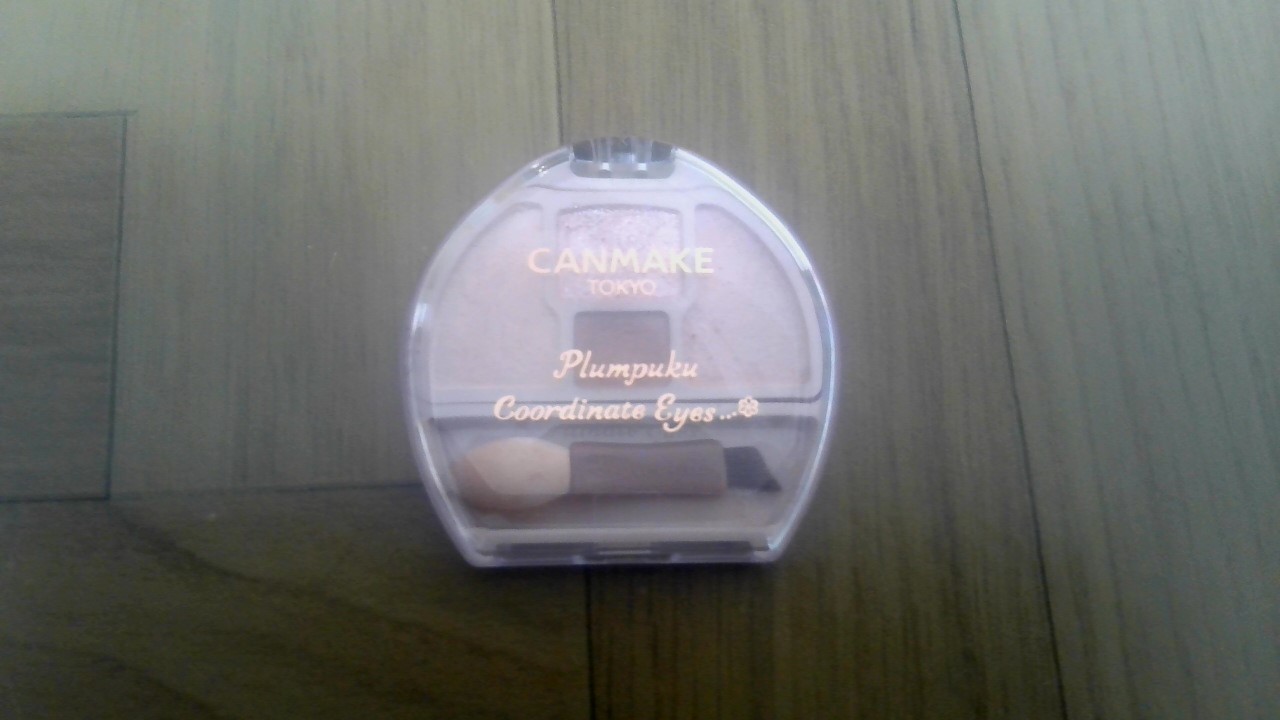 CANMAKE
TOKYO
Plumpuku
Coordinate Eyes...